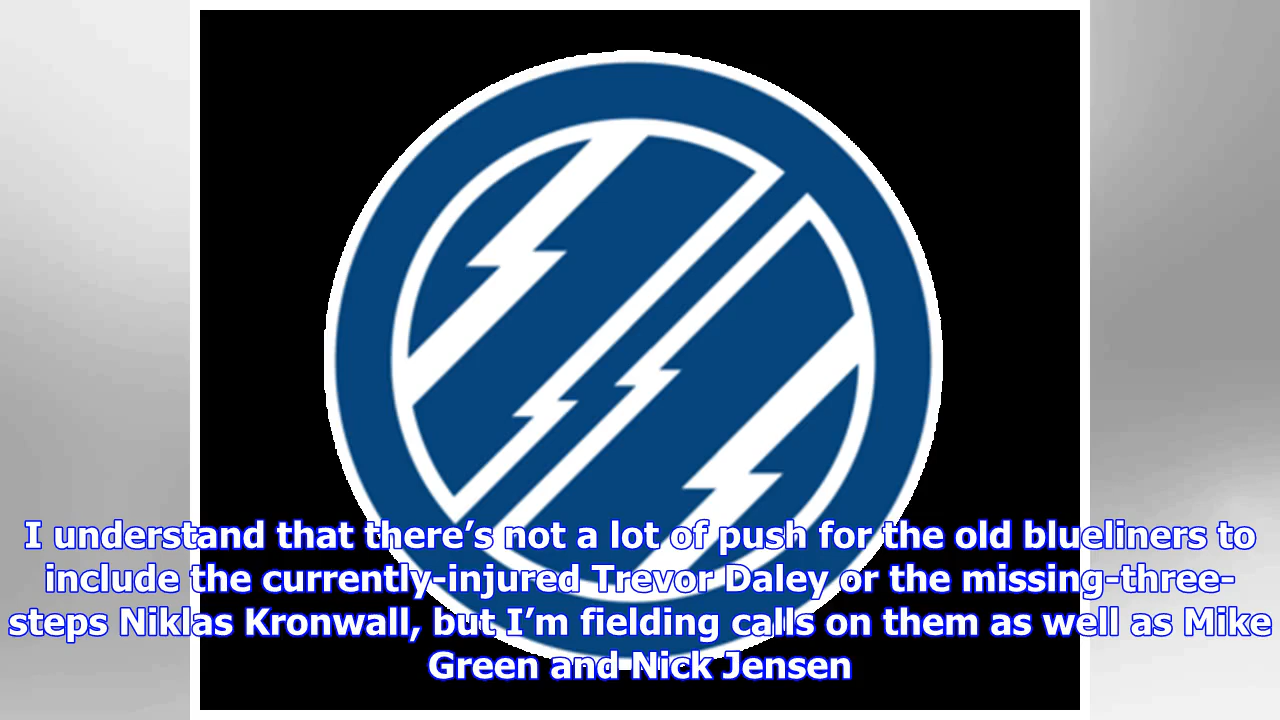 I understand that there’s not a lot of push for the old blueliners to
include the currently-injured Trevor Daley or the missing-three-
steps Niklas Kronwall, but I’m fielding calls on them as well as Mike
Green and Nick Jensen